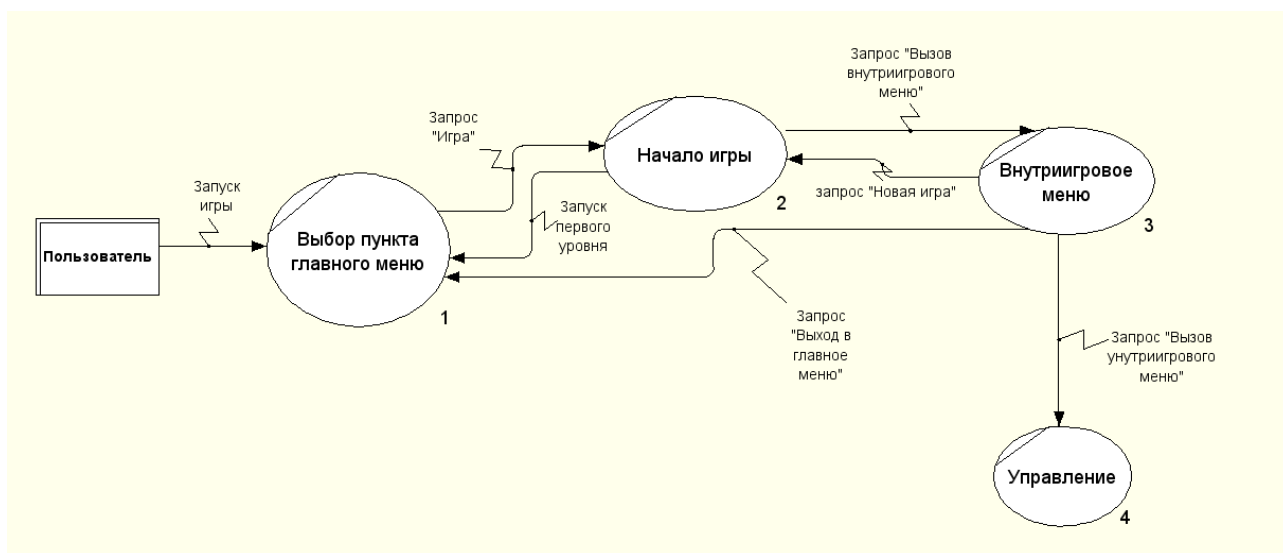 Запрос "Вызов
внутриигрового
меню"
Запрос
"Игра"
Начало игры
2
запрос "Новая игра"
Внутриигровое
меню
3
Запуск
игры
Пользователь
Выбор пункта
главного меню
1
Запуск
первого
уровня
Запрос
"Выход в
главное
меню"
Запрос "Вызов
унутриигрового
меню"
Управление
4